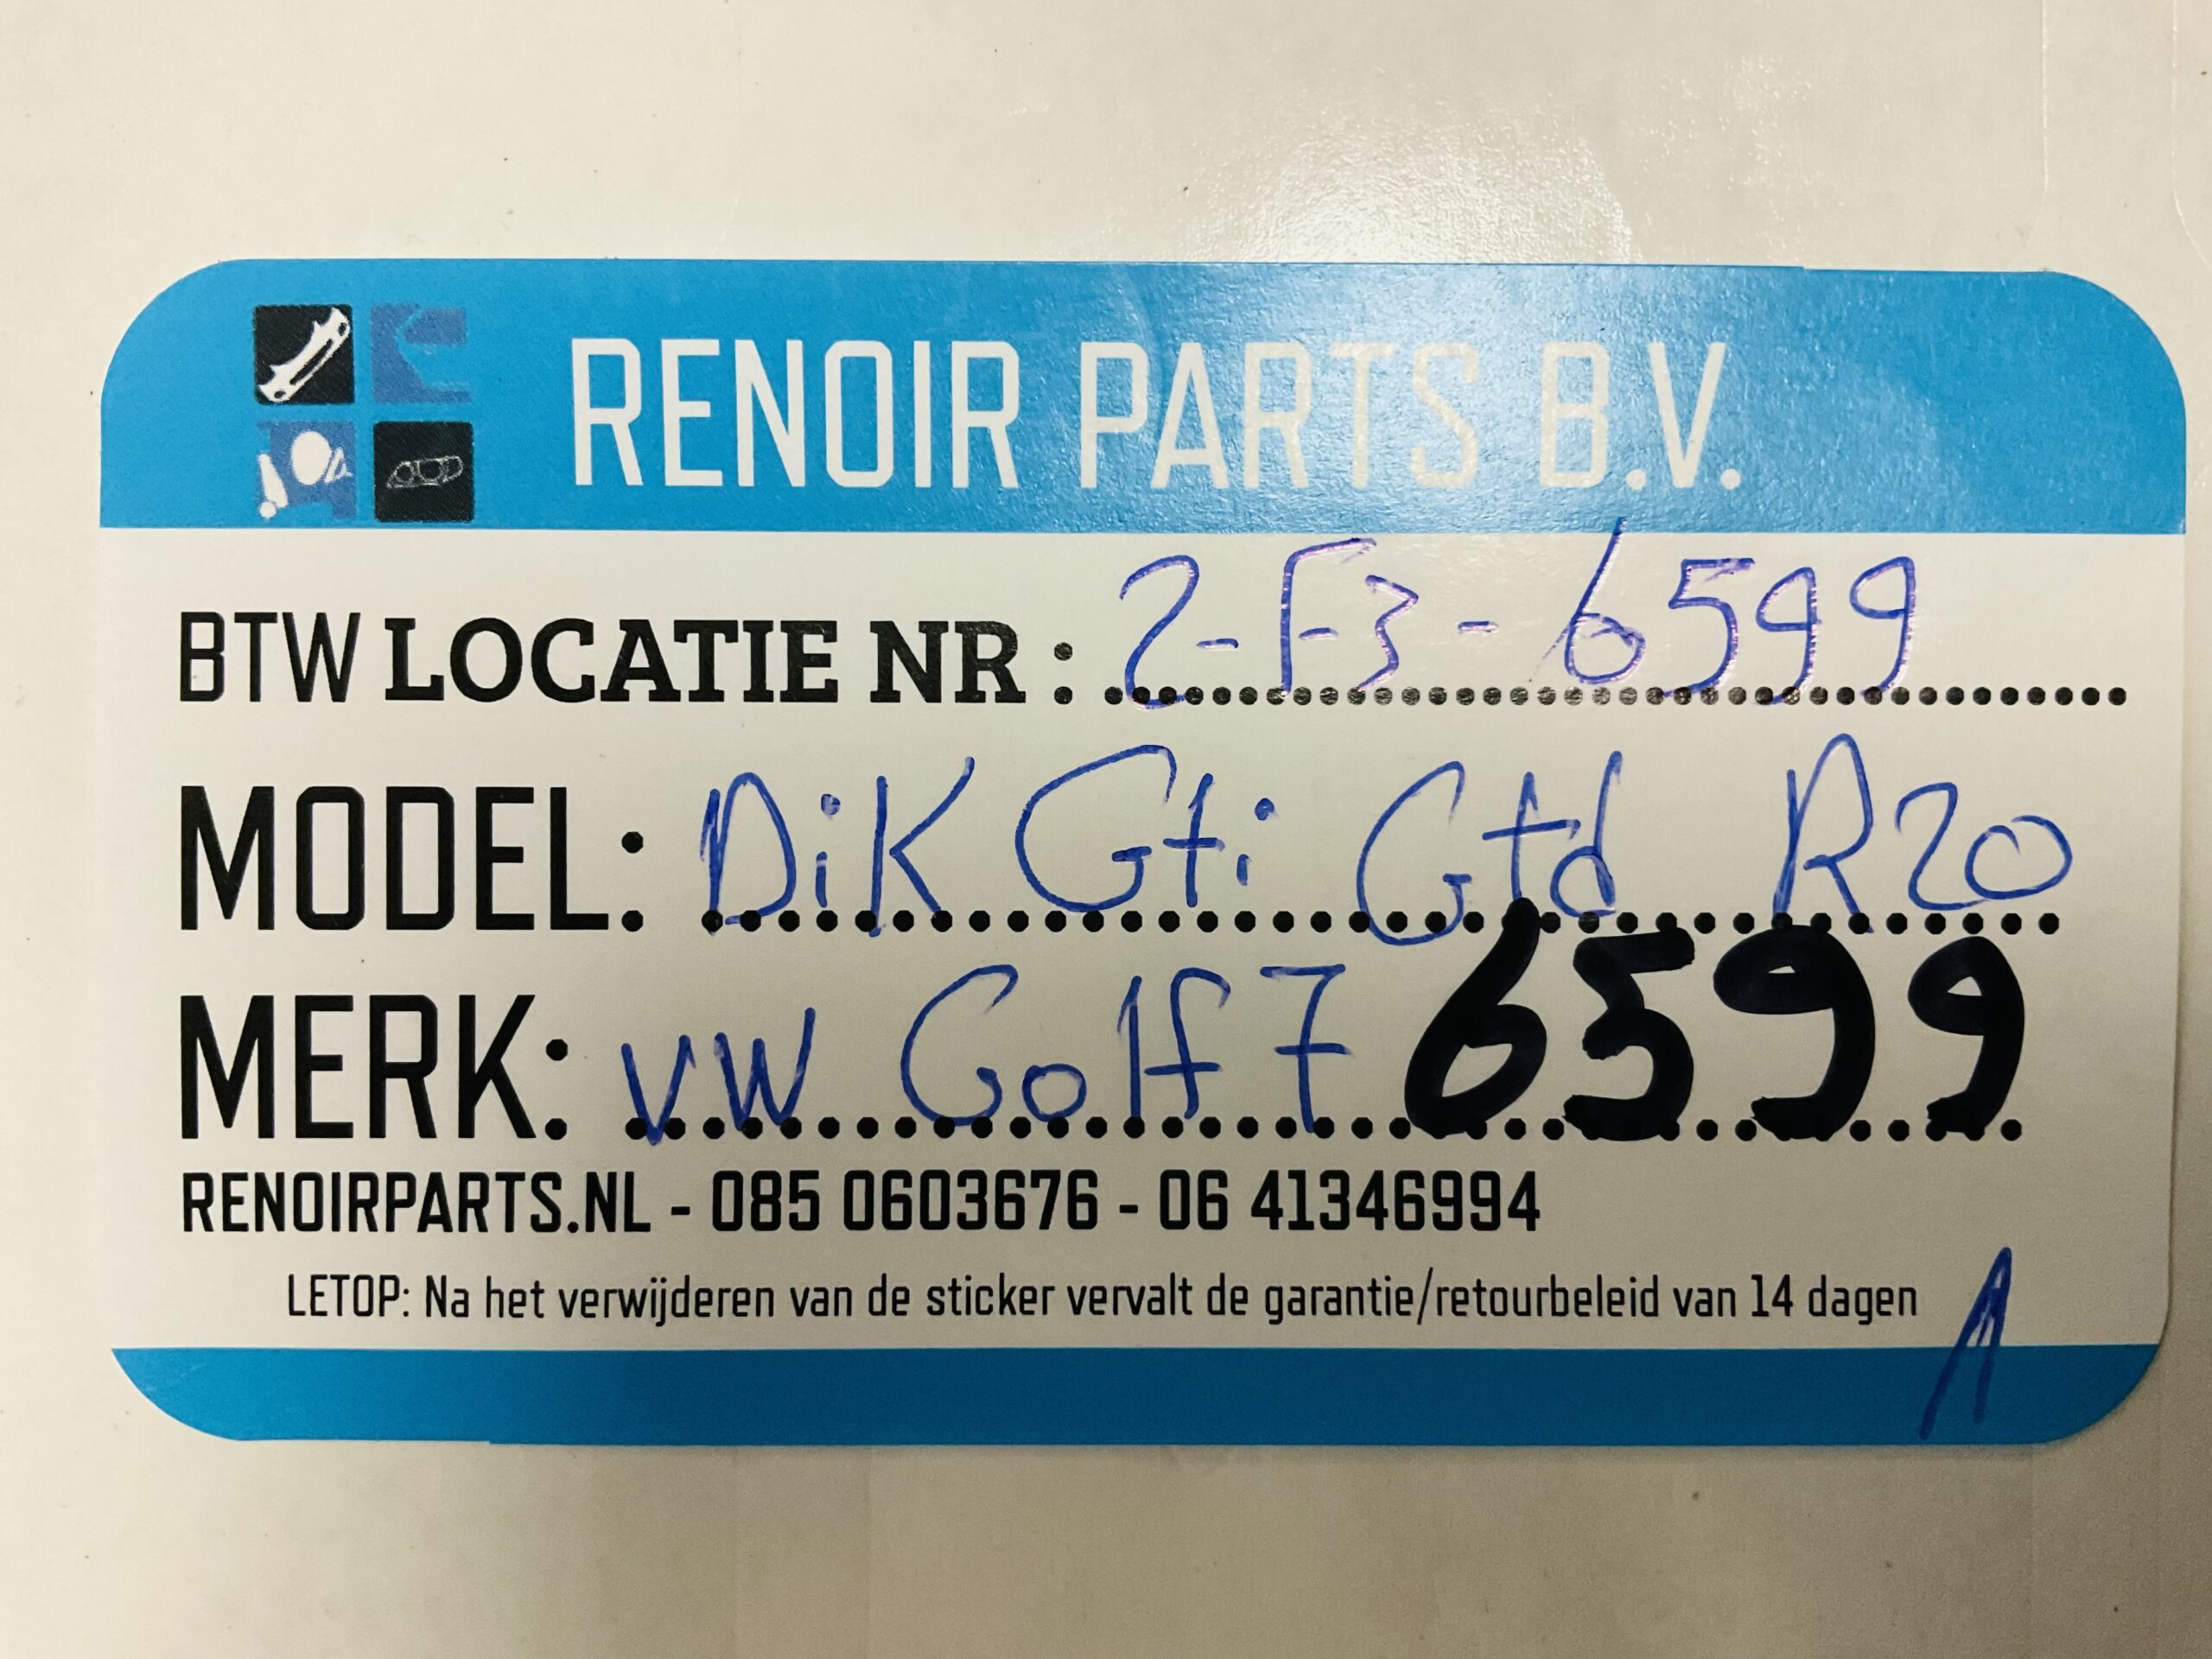 RENOIR PARTS B.V.
BTW LOCATIE NR : 2-F3-6599
MODEL: Dik Gti Gtd R20
MERK: VW Golf 7 6599
RENOIRPARTS.NL - 085 0603676 - 06 41346994
LETOP: Na het verwijderen van de sticker vervalt de garantie/retourbeleid van 14 dagen
A